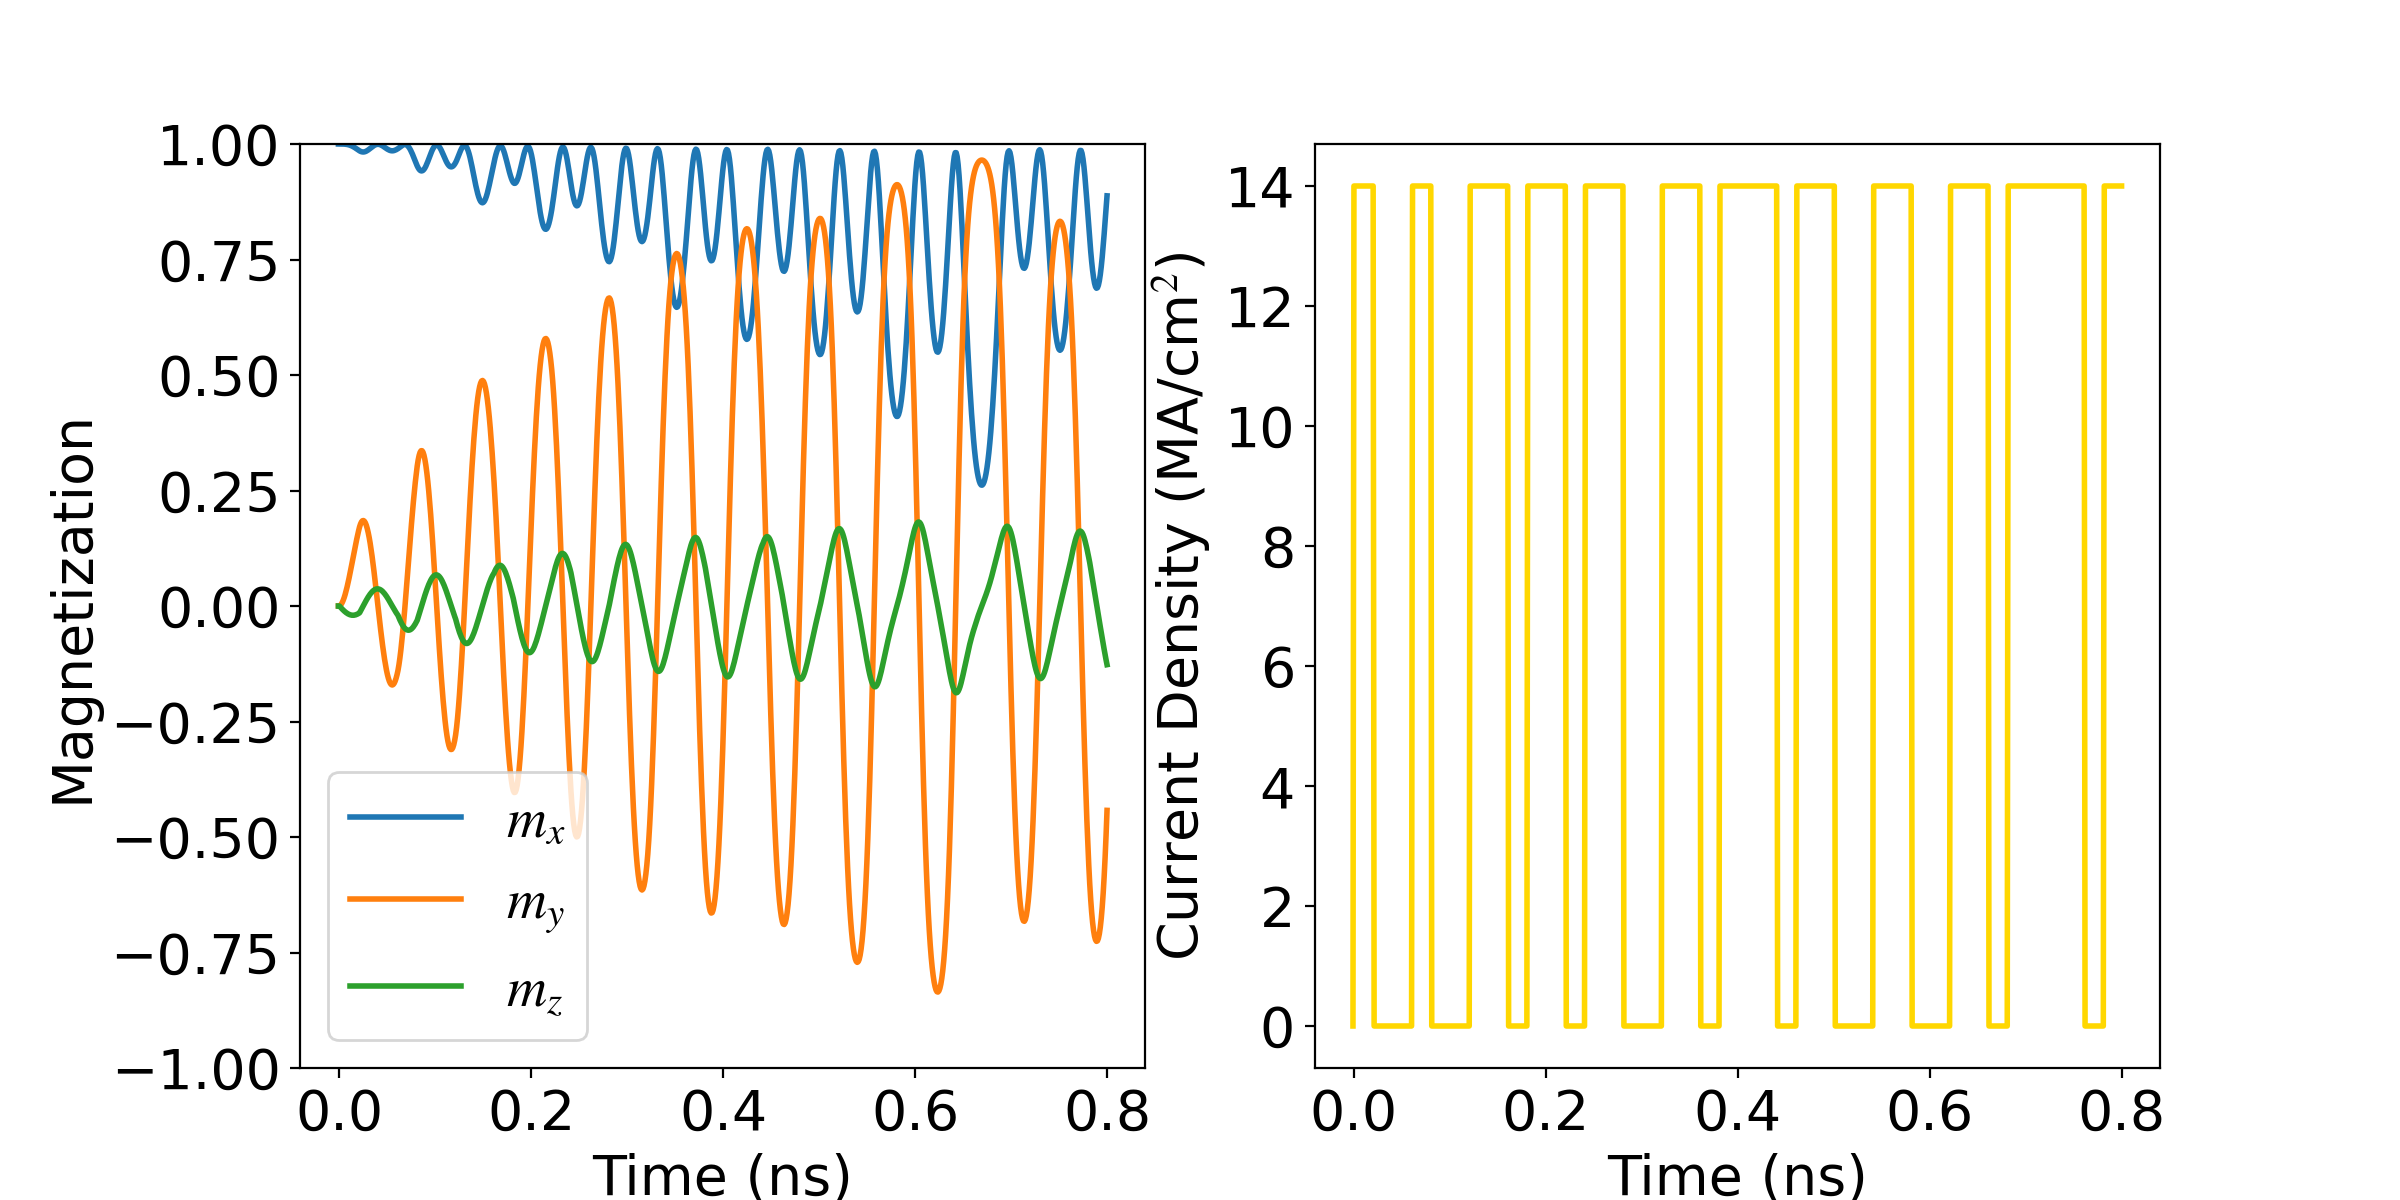 1.00
0.75
0.50
0.25
0.00
−0.25
−0.50
−0.75
−1.00
Magnetization
m_x
m_y
m_z
0.0 0.2 0.4 0.6 0.8
Time (ns)
14
12
10
8
6
4
2
0
Current Density (MA/cm²)
0.0 0.2 0.4 0.6 0.8
Time (ns)